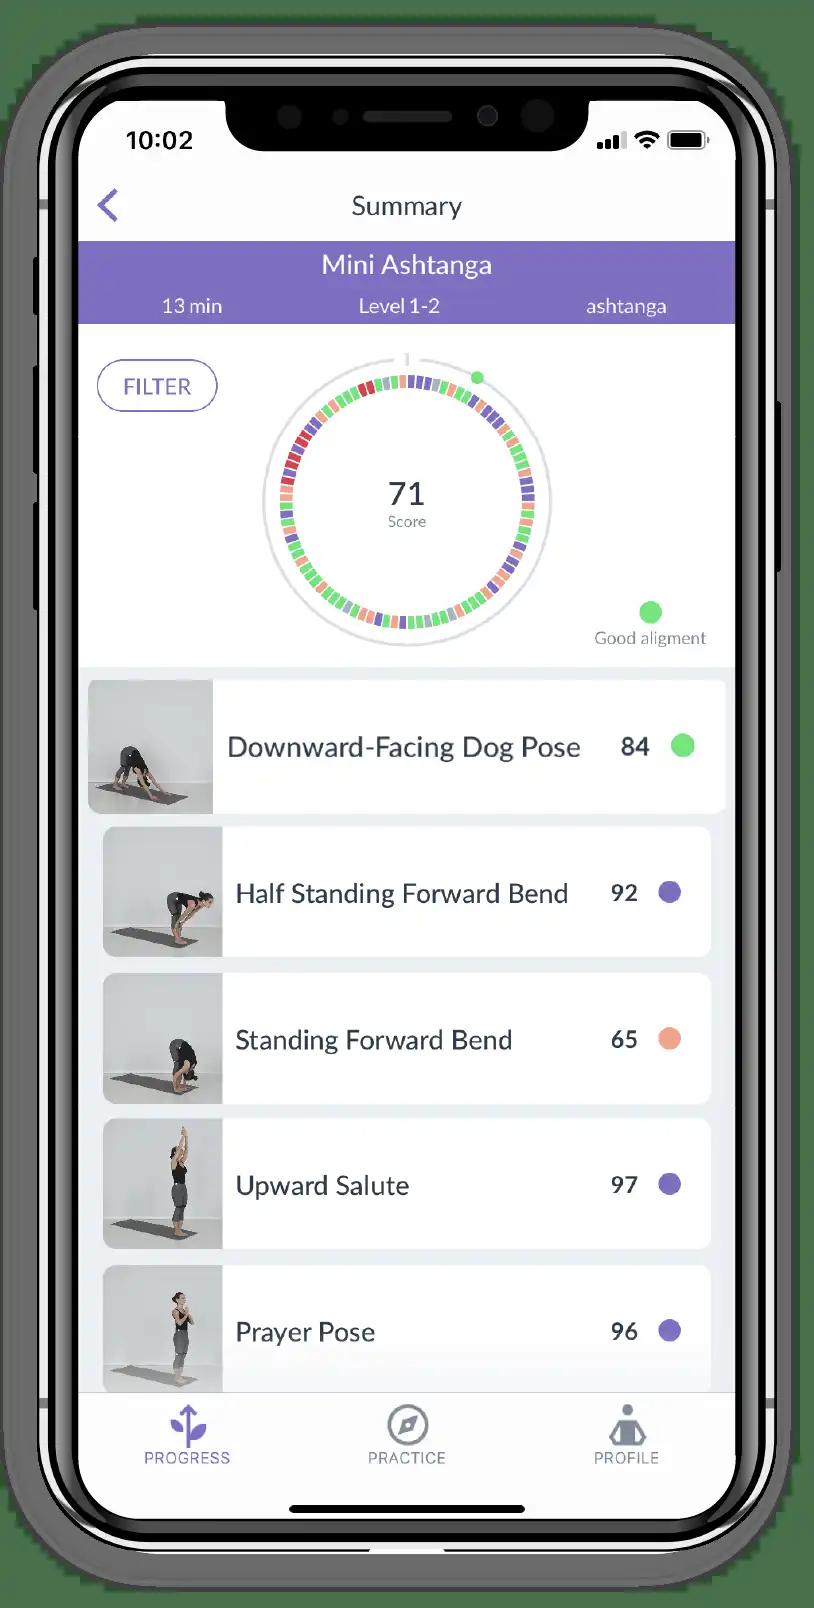 10:02
Summary
Mini Ashtanga
13 min Level 1-2 ashtanga
FILTER
71
Score
Good aligment
Downward-Facing Dog Pose 84
Half Standing Forward Bend 92
Standing Forward Bend 65
Upward Salute 97
Prayer Pose 96
PROGRESS PRACTICE PROFILE